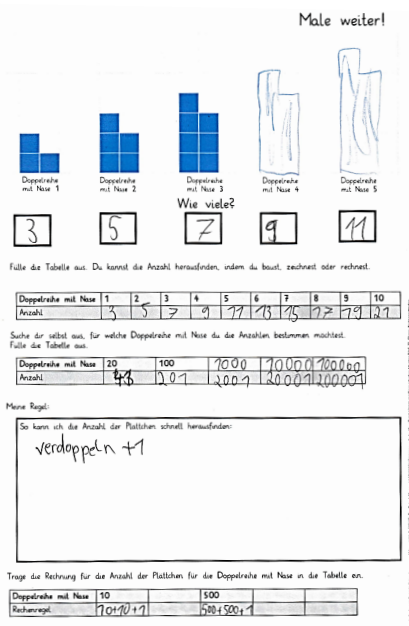 Male weiter!
Doppelreihe mit Nase 1 Doppelreihe mit Nase 2 Doppelreihe mit Nase 3 Doppelreihe mit Nase 4 Doppelreihe mit Nase 5
Wie viele?
3 5 7 9 11
Fülle die Tabelle aus. Du kannst die Anzahl herausfinden, indem du baust, zeichnest oder rechnest.
Doppelreihe mit Nase 1 2 3 4 5 6 7 8 9 10
Anzahl 3 5 7 9 11 13 15 17 19 21
Suche dir selbst aus, für welche Doppelreihe mit Nase du die Anzahlen bestimmen möchtest.
Fülle die Tabelle aus.
Doppelreihe mit Nase 20 100 1000 10000 100000
Anzahl 201 2001 20001 200001
Meine Regel:
So kann ich die Anzahl der Plättchen schnell herausfinden:
verdoppeln +1
Trage die Rechnung für die Anzahl der Plättchen für die Doppelreihe mit Nase in die Tabelle ein.
Doppelreihe mit Nase 10 500
Rechenregel 10+10+1 500+500+1